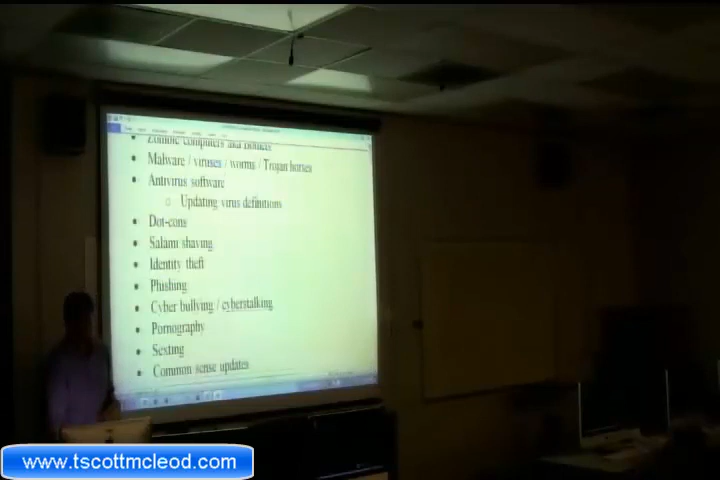 Zombie computers and Botnets
Malware / viruses / worms / Trojan horses
Antivirus software
Updating virus definitions
Dot-cons
Salami shaving
Identity theft
Phishing
Cyber bullying / cyberstalking
Pornography
Sexting
Common sense updates
www.tscottmcleod.com